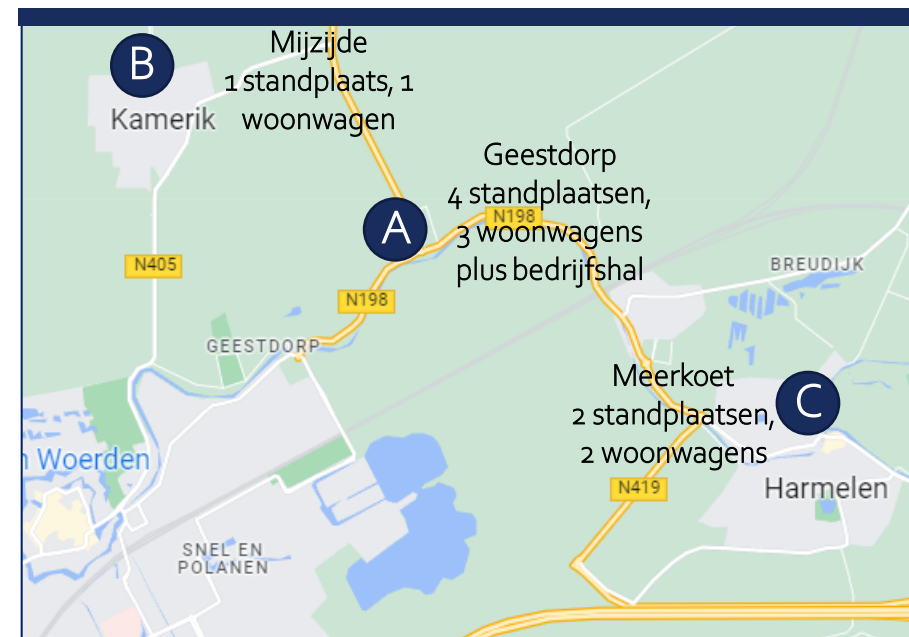 B
Mijzijde
1 standplaats, 1
woonwagen
Kamerik
Geestdorp
4 standplaatsen,
3 woonwagens
plus bedrijfshal
A
N198
N405
BREUDIJK
N198
GEESTDORP
Meerkoet
2 standplaatsen,
2 woonwagens
C
n Woerden
N419
Harmelen
SNEL EN
POLANEN